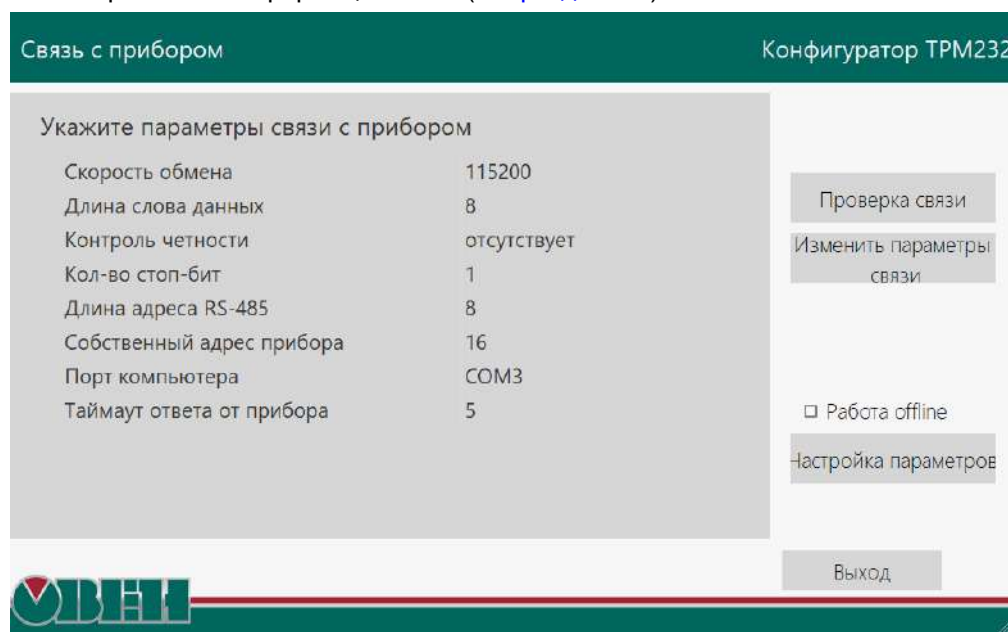 Связь с прибором
Конфигуратор ТРМ232
Укажите параметры связи с прибором
Скорость обмена 115200
Длина слова данных 8
Контроль четности отсутствует
Кол-во стоп-бит 1
Длина адреса RS-485 8
Собственный адрес прибора 16
Порт компьютера COM3
Таймаут ответа от прибора 5
Проверка связи
Изменить параметры
связи
Работа offline
Настройка параметров
Выход
ОВЕН